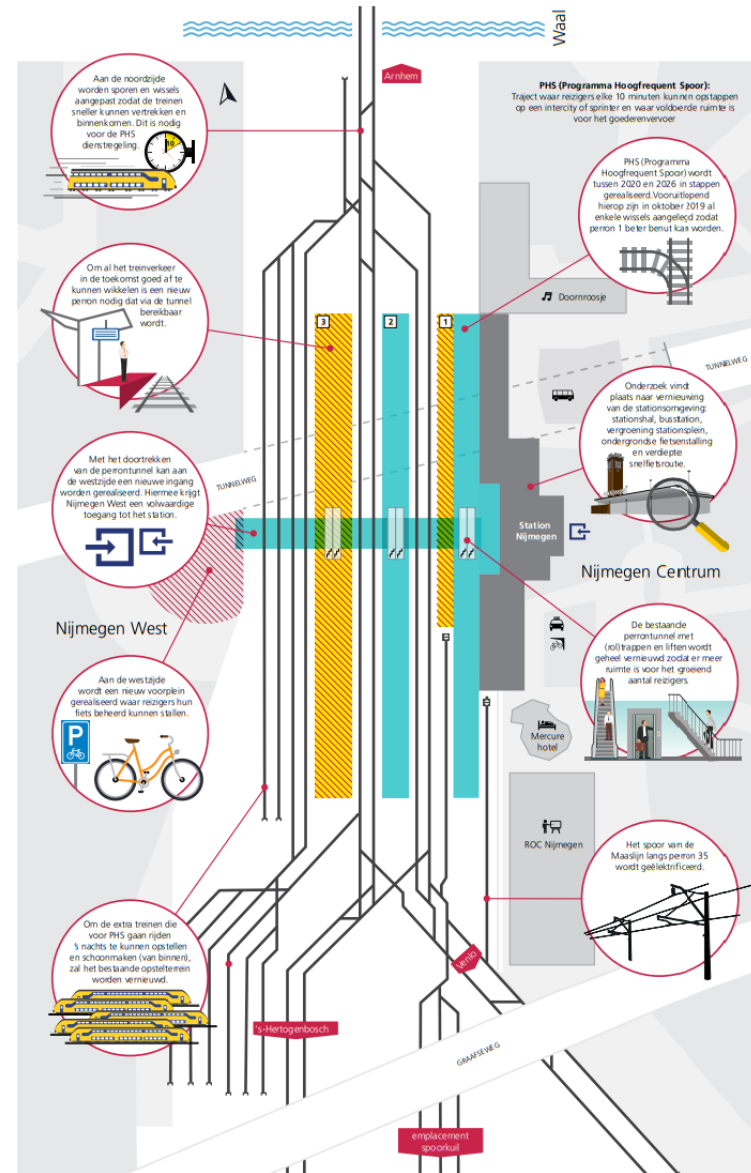 Waal
Arnhem
Aan de noordzijde
worden sporen en wissels
aangepast zodat de treinen
sneller kunnen vertrekken en
binnenkomen. Dit is nodig
voor de PHS
dienstregeling.
10
PHS (Programma Hoogfrequent Spoor):
Traject waar reizigers elke 10 minuten kunnen opstappen
op een intercity of sprinter en waar voldoende ruimte is
voor het goederenvervoer
PHS (Programma
Hoogfrequent Spoor) wordt
tussen 2020 en 2026 in stappen
gerealiseerd. Vooruitlopend
hierop zijn in oktober 2019 al
enkele wissels aangelegd zodat
perron 1 beter benut kan worden.
Om al het treinverkeer
in de toekomst goed af te
kunnen wikkelen is een nieuw
perron nodig dat via de tunnel
bereikbaar
wordt.
Doornroosje
3
2
1
TUNNELWEG
Onderzoek vindt
plaats naar vernieuwing
van de stationsomgeving:
stationshal, busstation,
vergroening stationsplein,
ondergrondse fietsenstalling
en verdiepte
snelfietsroute.
Met het doortrekken
van de perrontunnel kan aan
de westzijde een nieuwe ingang
worden gerealiseerd. Hiermee krijgt
Nijmegen West een volwaardige
toegang tot het station.
TUNNELWEG
Station
Nijmegen
Nijmegen Centrum
Nijmegen West
De bestaande
perrontunnel met
(rol)trappen en liften wordt
geheel vernieuwd zodat er meer
ruimte is voor het groeiend
aantal reizigers.
Aan de westzijde
wordt een nieuw voorplein
gerealiseerd waar reizigers hun
fiets beheerd kunnen stallen.
P
Mercure
hotel
ROC Nijmegen
Het spoor van de
Maaslijn langs perron 35
wordt geëlektrificeerd.
Om de extra treinen die
voor PHS gaan rijden
's nachts te kunnen opstellen
en schoonmaken (van binnen),
zal het bestaande opstelterrein
worden vernieuwd.
Venlo
's-Hertogenbosch
GRAAFSEWEG
emplacement
spoorkuil